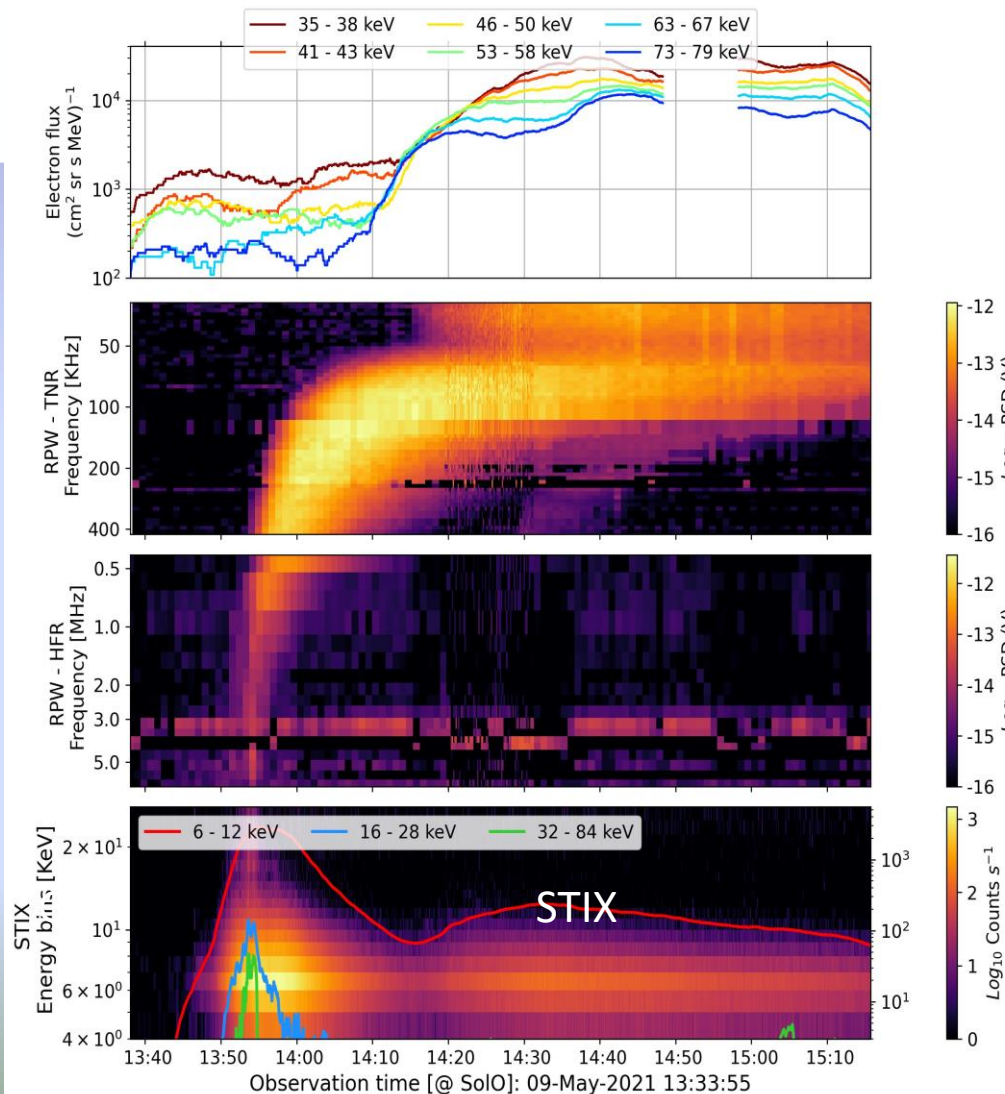 35 - 38 keV 46 - 50 keV 63 - 67 keV
41 - 43 keV 53 - 58 keV 73 - 79 keV
Electron flux
(cm² sr s MeV)⁻¹
10⁴
10³
10²
RPW - TNR
Frequency [KHz]
50
100
200
400
-12
-13
-14
-15
-16
RPW - HFR
Frequency [MHz]
0.5
1.0
2.0
3.0
5.0
-12
-13
-14
-15
-16
6 - 12 keV 16 - 28 keV 32 - 84 keV
STIX
STIX
Energy bins [KeV]
2 × 10¹
10¹
6 × 10⁰
4 × 10⁰
10³
10²
10¹
3
2
1
0
Log₁₀ Counts s⁻¹
13:40 13:50 14:00 14:10 14:20 14:30 14:40 14:50 15:00 15:10
Observation time [@ SolO]: 09-May-2021 13:33:55